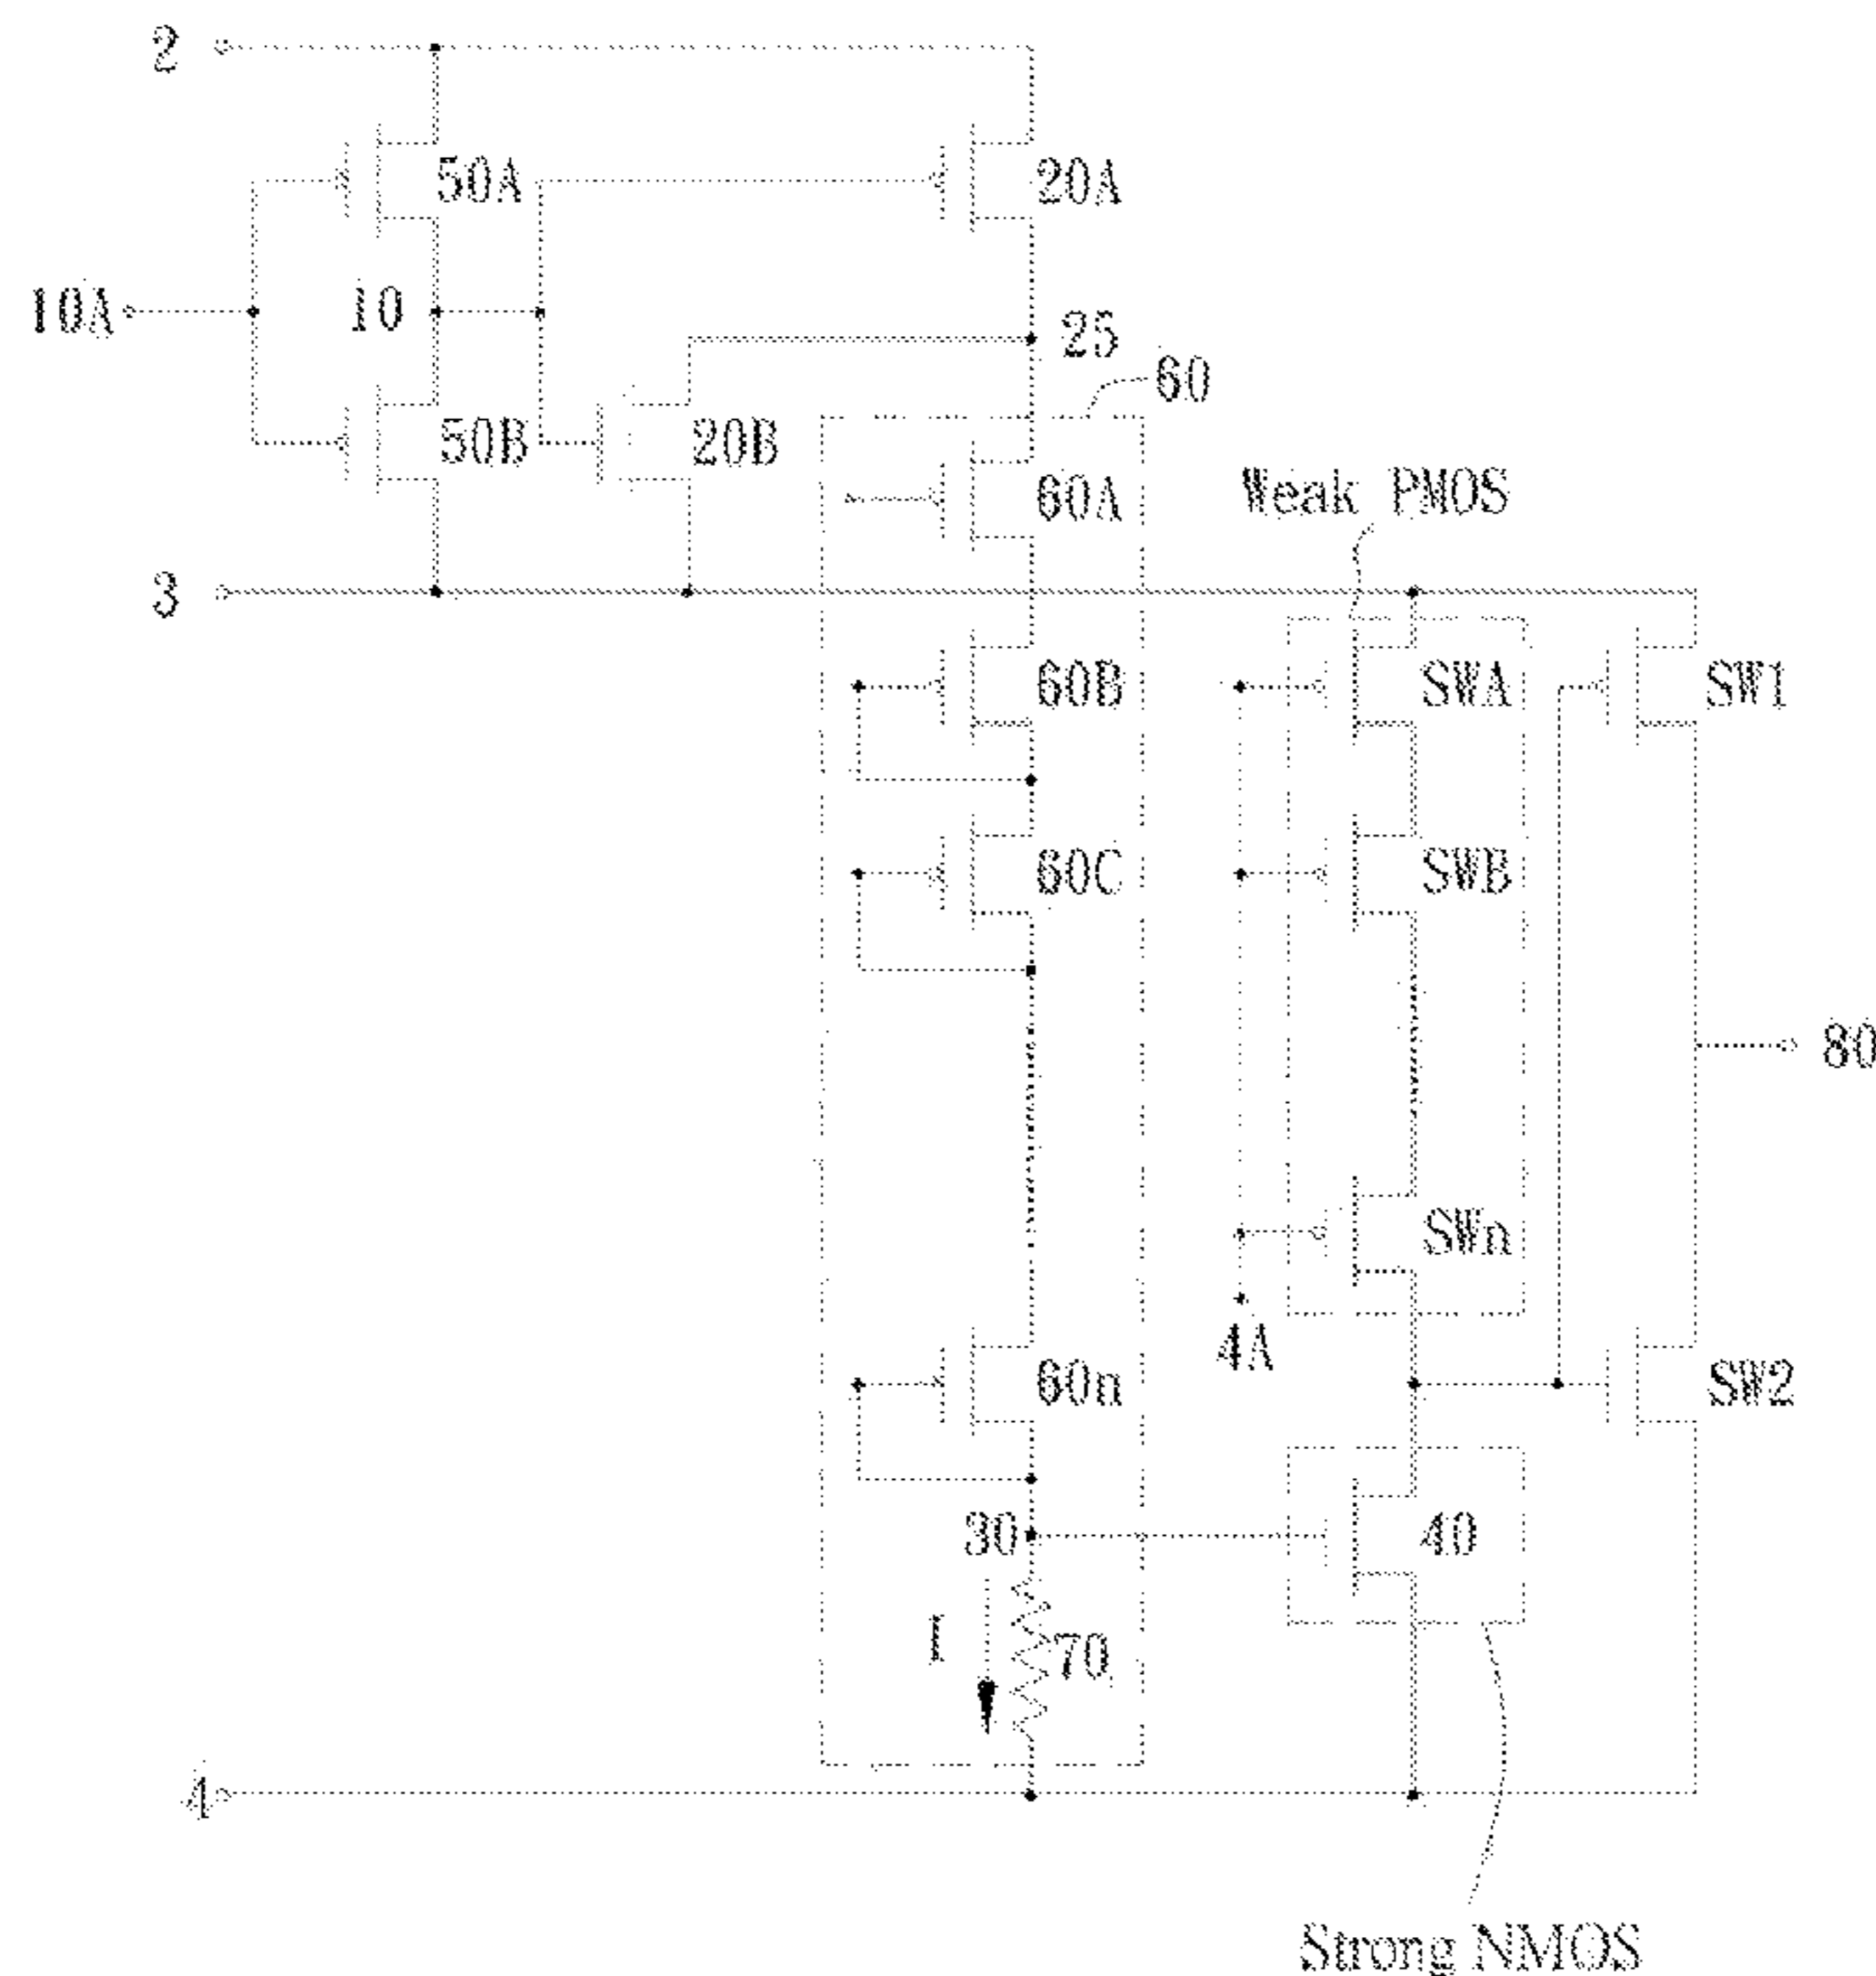 2
50A
20A
10A
10
25
60
50B
20B
60A
Weak PMOS
3
60B
SWA
SW1
60C
SWB
80
SWn
4A
60n
SW2
30
40
I
70
4
Strong NMOS